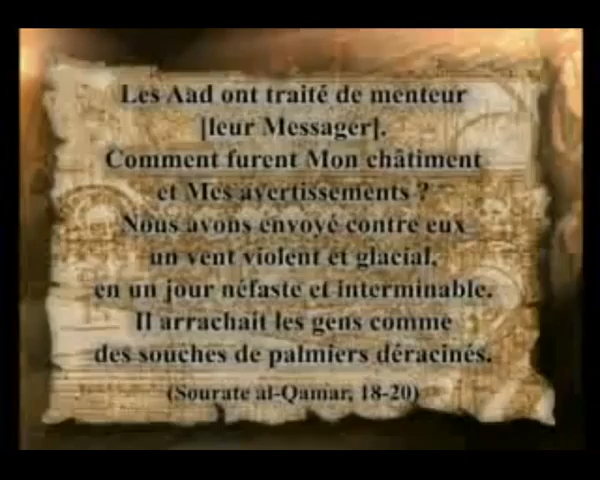 Les Aad ont traité de menteur
[leur Messager].
Comment furent Mon châtiment
et Mes avertissements ?
Nous avons envoyé contre eux
un vent violent et glacial,
en un jour néfaste et interminable.
Il arrachait les gens comme
des souches de palmiers déracinés.
(Sourate al-Qamar, 18-20)